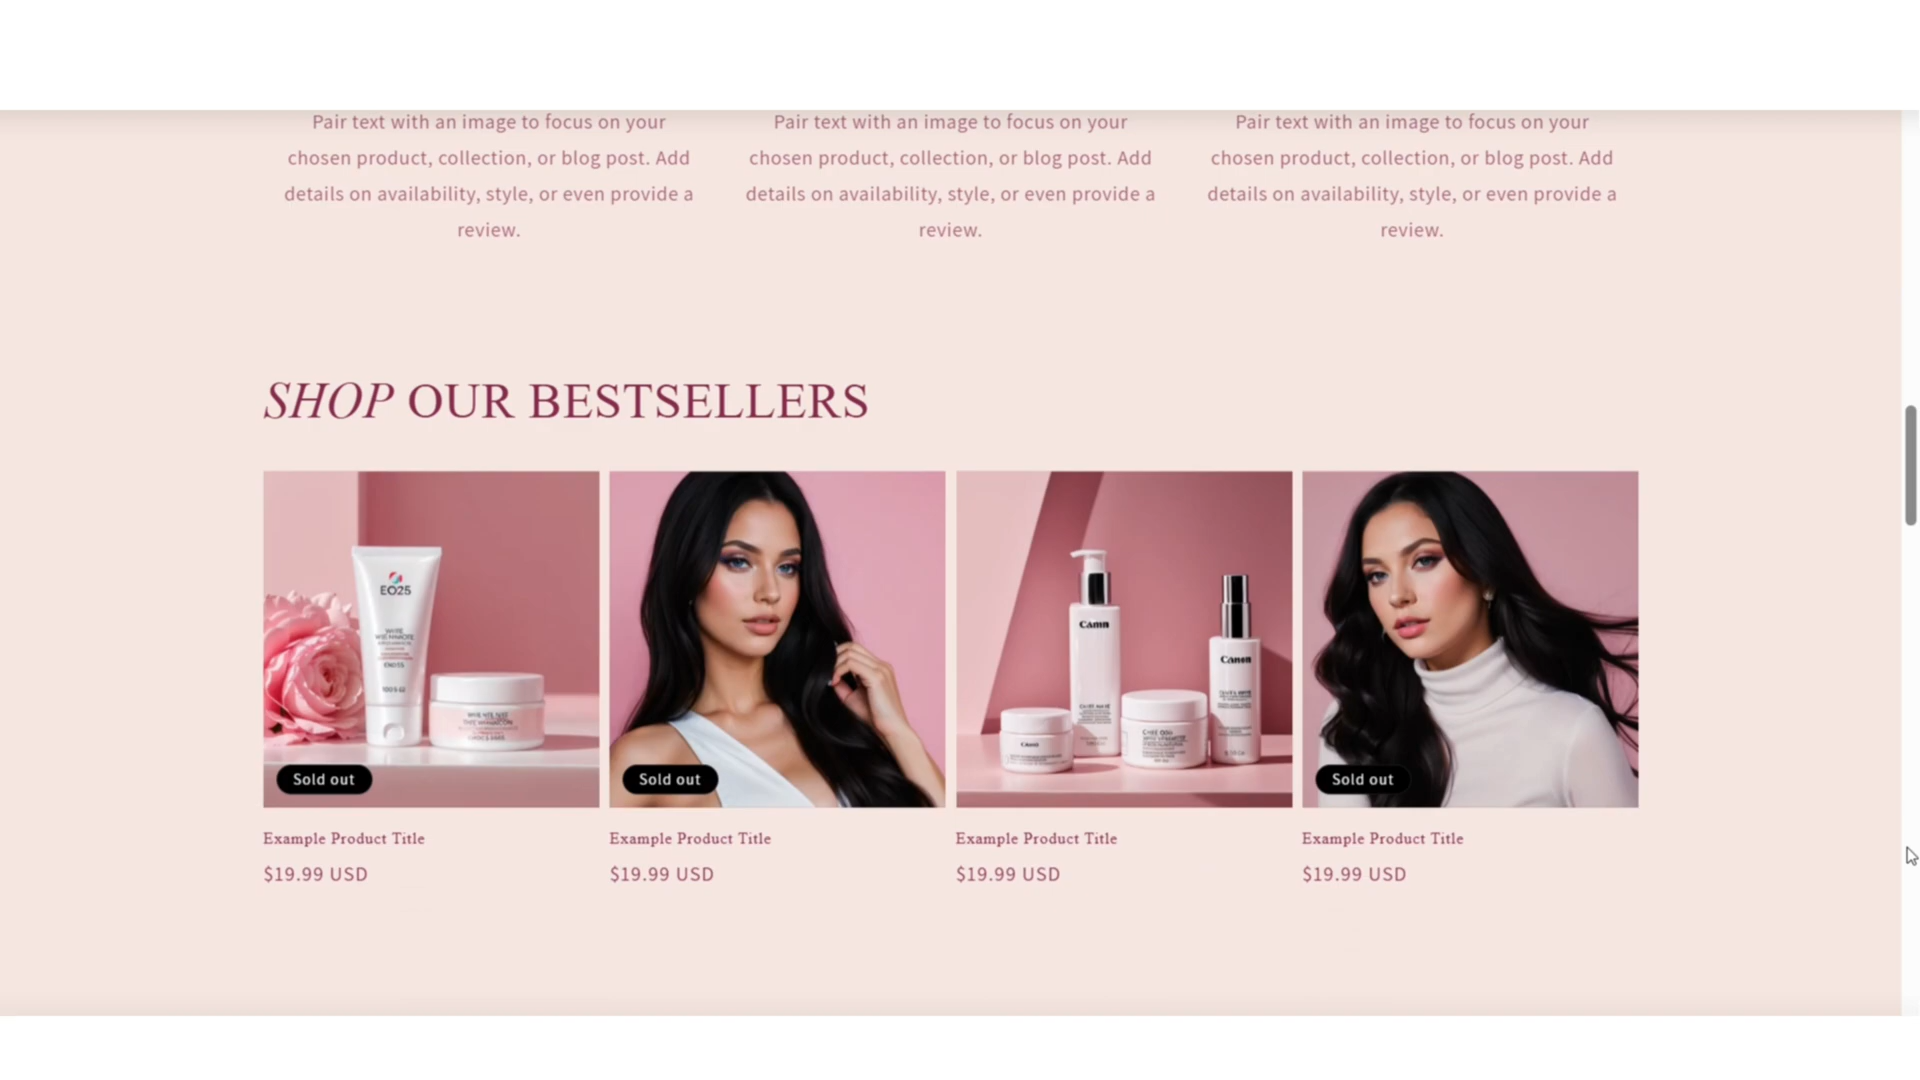 Pair text with an image to focus on your
chosen product, collection, or blog post. Add
details on availability, style, or even provide a
review.
Pair text with an image to focus on your
chosen product, collection, or blog post. Add
details on availability, style, or even provide a
review.
Pair text with an image to focus on your
chosen product, collection, or blog post. Add
details on availability, style, or even provide a
review.
SHOP OUR BESTSELLERS
EO25
Camn
Canon
Sold out
Sold out
Sold out
Example Product Title
Example Product Title
Example Product Title
Example Product Title
$19.99 USD
$19.99 USD
$19.99 USD
$19.99 USD